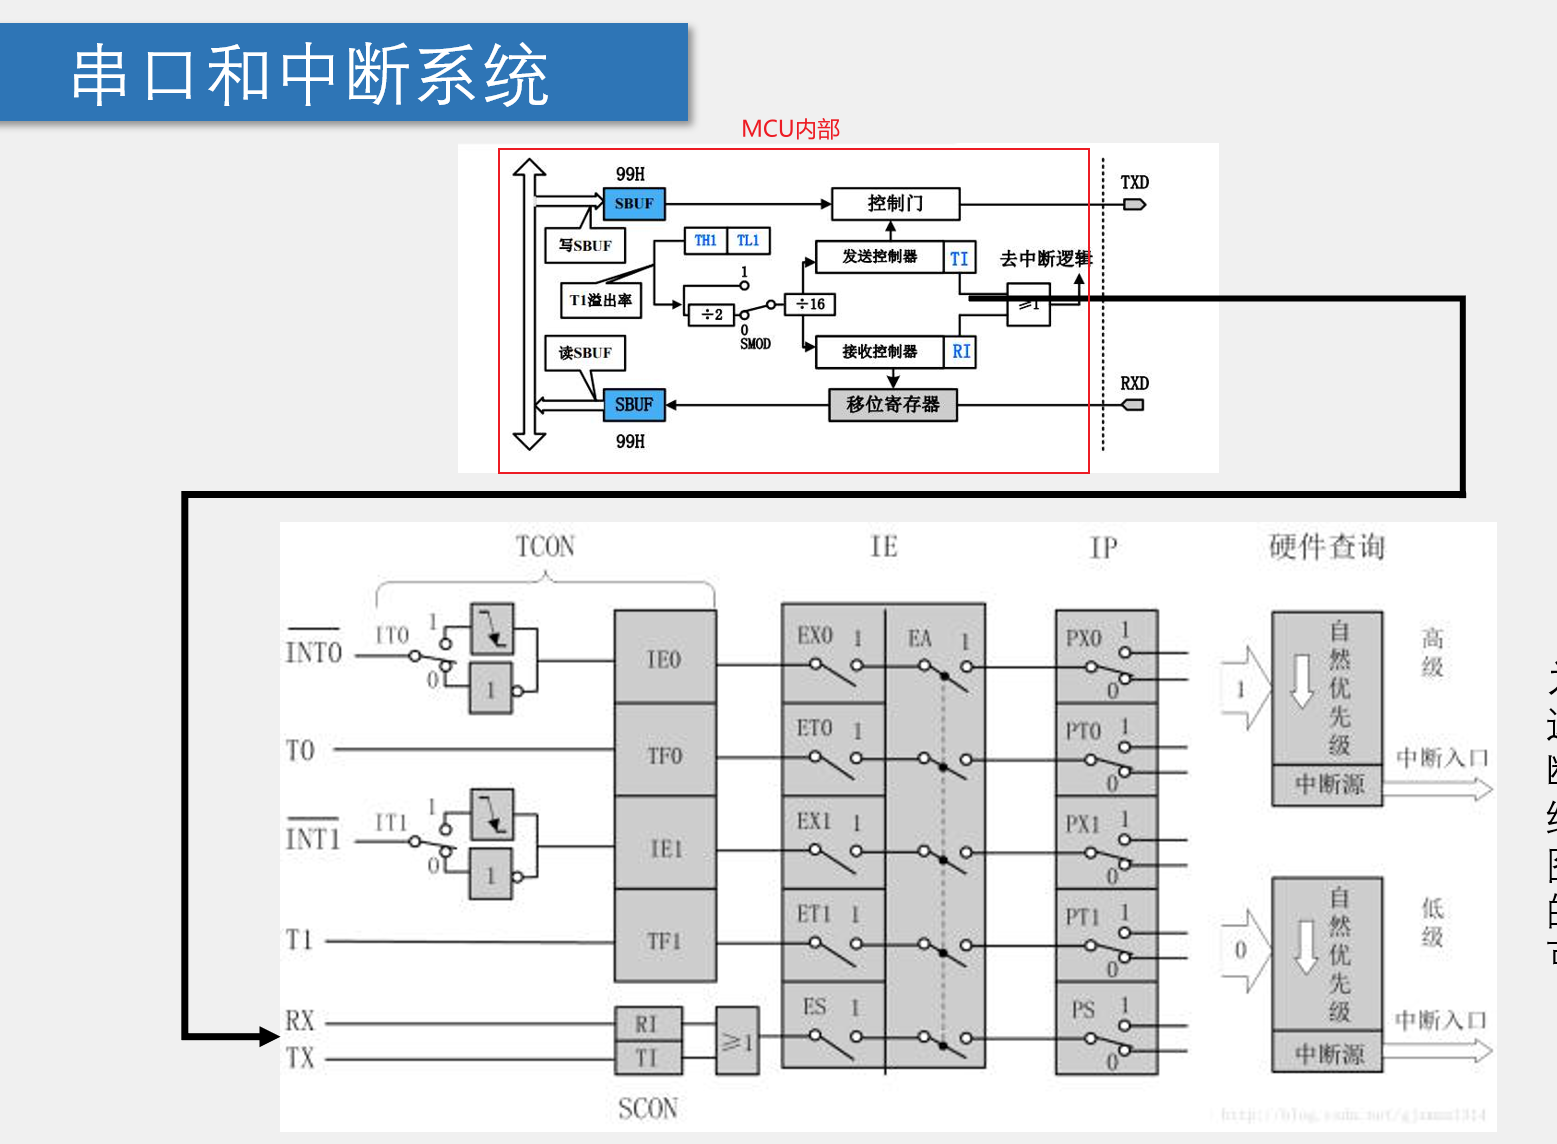 串口和中断系统
MCU内部
99H
SBUF
控制门
TXD
写SBUF
TH1 TL1
发送控制器 TI
去中断逻辑
1
T1溢出率
÷2
÷16
≥1
0
SMOD
读SBUF
接收控制器 RI
RXD
SBUF
移位寄存器
99H
TCON IE IP 硬件查询
INT0 IT0 1 0 1 IE0 EX0 1 EA 1 PX0 1 0
1 自然优先级 高级
T0 TF0 ET0 1 PT0 1 0
中断源 中断入口
INT1 IT1 1 0 1 IE1 EX1 1 PX1 1 0
T1 TF1 ET1 1 PT1 1 0
0 自然优先级 低级
RX RI ≥1 ES 1 PS 1 0
TX TI
中断源 中断入口
SCON